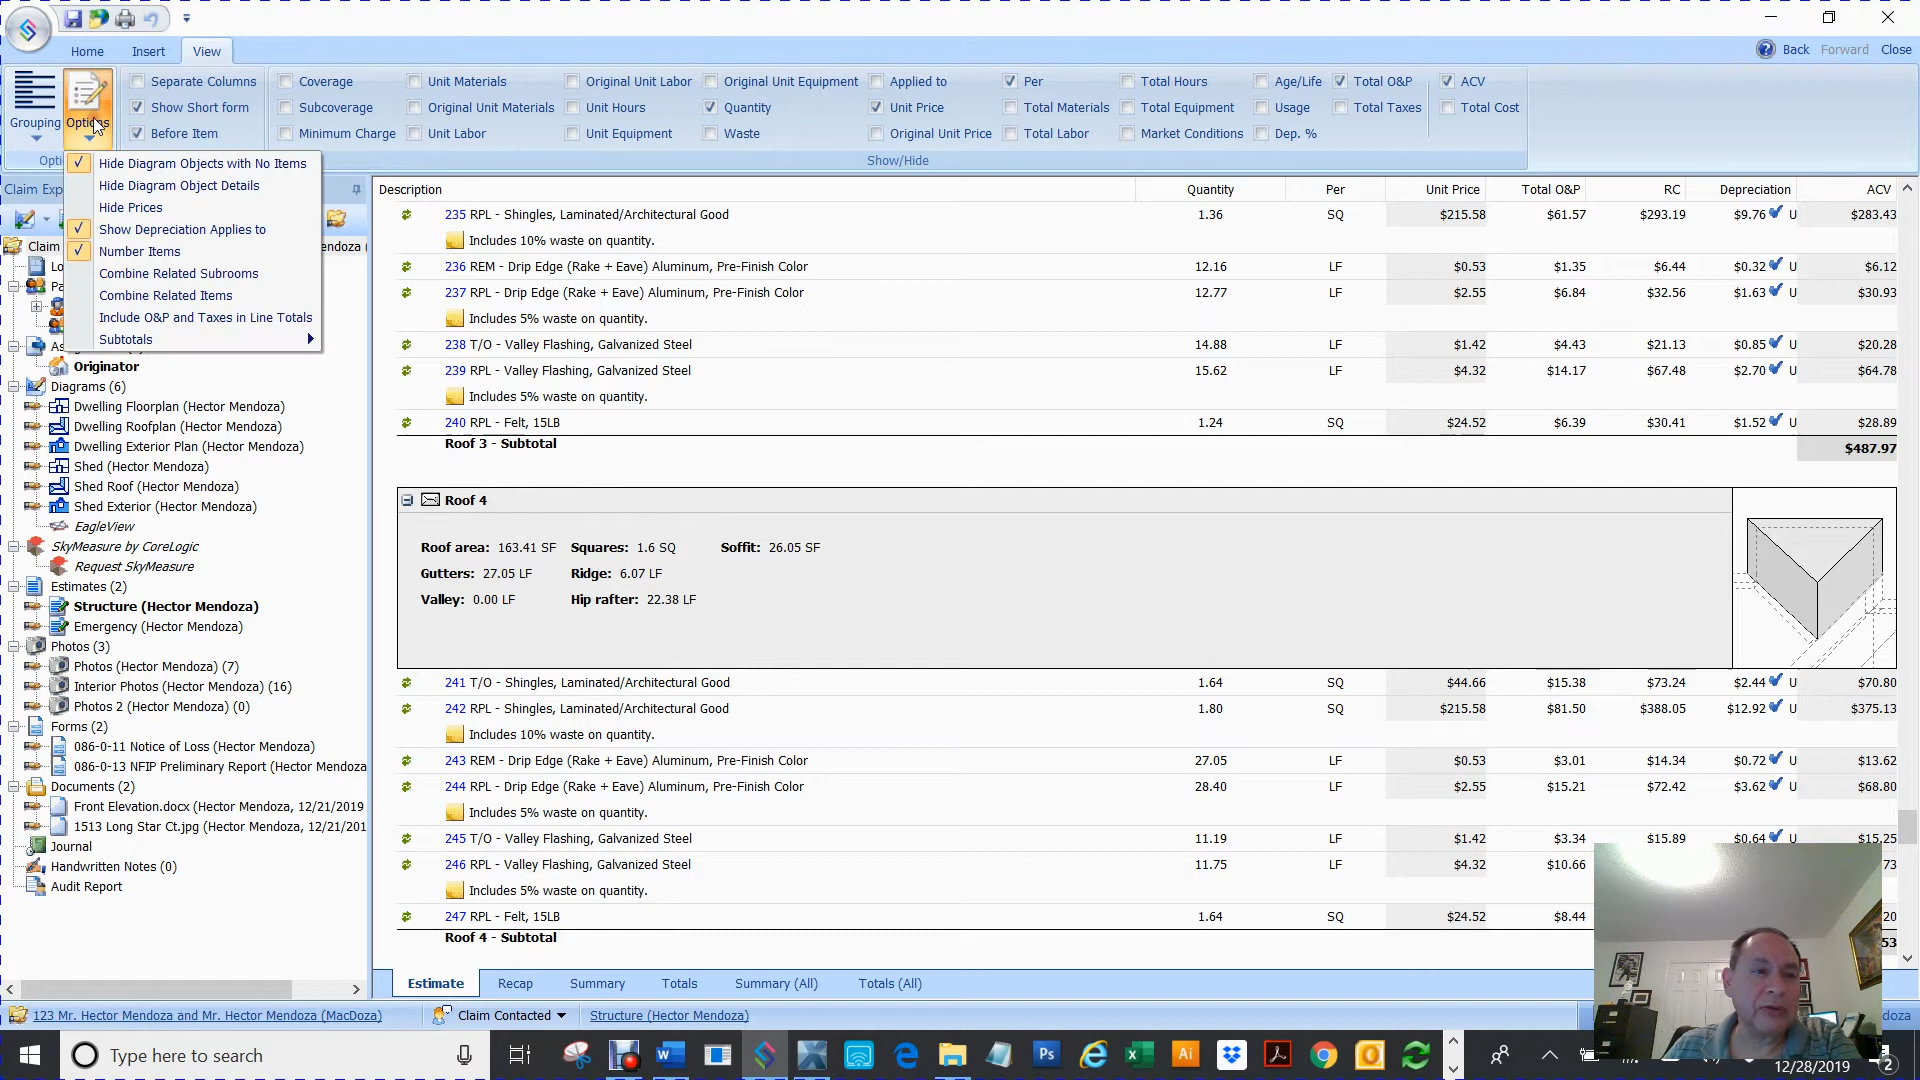 Home Insert View Back Forward Close
Grouping Options
Separate Columns Coverage Unit Materials Original Unit Labor Original Unit Equipment Applied to Per Total Hours Age/Life Total O&P ACV
Show Short form Subcoverage Original Unit Materials Unit Hours Quantity Unit Price Total Materials Total Equipment Usage Total Taxes Total Cost
Before Item Minimum Charge Unit Labor Unit Equipment Waste Original Unit Price Total Labor Market Conditions Dep. %
Show/Hide
Hide Diagram Objects with No Items
Hide Diagram Object Details
Hide Prices
Show Depreciation Applies to
Number Items
Combine Related Subrooms
Combine Related Items
Include O&P and Taxes in Line Totals
Subtotals
Claim
Originator
Diagrams (6)
Dwelling Floorplan (Hector Mendoza)
Dwelling Roofplan (Hector Mendoza)
Dwelling Exterior Plan (Hector Mendoza)
Shed (Hector Mendoza)
Shed Roof (Hector Mendoza)
Shed Exterior (Hector Mendoza)
EagleView
SkyMeasure by CoreLogic
Request SkyMeasure
Estimates (2)
Structure (Hector Mendoza)
Emergency (Hector Mendoza)
Photos (3)
Photos (Hector Mendoza) (7)
Interior Photos (Hector Mendoza) (16)
Photos 2 (Hector Mendoza) (0)
Forms (2)
086-0-11 Notice of Loss (Hector Mendoza)
086-0-13 NFIP Preliminary Report (Hector Mendoza
Documents (2)
Front Elevation.docx (Hector Mendoza, 12/21/2019
1513 Long Star Ct.jpg (Hector Mendoza, 12/21/201
Journal
Handwritten Notes (0)
Audit Report
Description Quantity Per Unit Price Total O&P RC Depreciation ACV
235 RPL - Shingles, Laminated/Architectural Good 1.36 SQ $215.58 $61.57 $293.19 $9.76 U $283.43
Includes 10% waste on quantity.
236 REM - Drip Edge (Rake + Eave) Aluminum, Pre-Finish Color 12.16 LF $0.53 $1.35 $6.44 $0.32 U $6.12
237 RPL - Drip Edge (Rake + Eave) Aluminum, Pre-Finish Color 12.77 LF $2.55 $6.84 $32.56 $1.63 U $30.93
Includes 5% waste on quantity.
238 T/O - Valley Flashing, Galvanized Steel 14.88 LF $1.42 $4.43 $21.13 $0.85 U $20.28
239 RPL - Valley Flashing, Galvanized Steel 15.62 LF $4.32 $14.17 $67.48 $2.70 U $64.78
Includes 5% waste on quantity.
240 RPL - Felt, 15LB 1.24 SQ $24.52 $6.39 $30.41 $1.52 U $28.89
Roof 3 - Subtotal $487.97
Roof 4
Roof area: 163.41 SF Squares: 1.6 SQ Soffit: 26.05 SF
Gutters: 27.05 LF Ridge: 6.07 LF
Valley: 0.00 LF Hip rafter: 22.38 LF
241 T/O - Shingles, Laminated/Architectural Good 1.64 SQ $44.66 $15.38 $73.24 $2.44 U $70.80
242 RPL - Shingles, Laminated/Architectural Good 1.80 SQ $215.58 $81.50 $388.05 $12.92 U $375.13
Includes 10% waste on quantity.
243 REM - Drip Edge (Rake + Eave) Aluminum, Pre-Finish Color 27.05 LF $0.53 $3.01 $14.34 $0.72 U $13.62
244 RPL - Drip Edge (Rake + Eave) Aluminum, Pre-Finish Color 28.40 LF $2.55 $15.21 $72.42 $3.62 U $68.80
Includes 5% waste on quantity.
245 T/O - Valley Flashing, Galvanized Steel 11.19 LF $1.42 $3.34 $15.89 $0.64 U $15.25
246 RPL - Valley Flashing, Galvanized Steel 11.75 LF $4.32 $10.66 73
Includes 5% waste on quantity.
247 RPL - Felt, 15LB 1.64 SQ $24.52 $8.44 20
Roof 4 - Subtotal 53
Estimate Recap Summary Totals Summary (All) Totals (All)
123 Mr. Hector Mendoza and Mr. Hector Mendoza (MacDoza) Claim Contacted Structure (Hector Mendoza) doza
Type here to search 12/28/2019 2